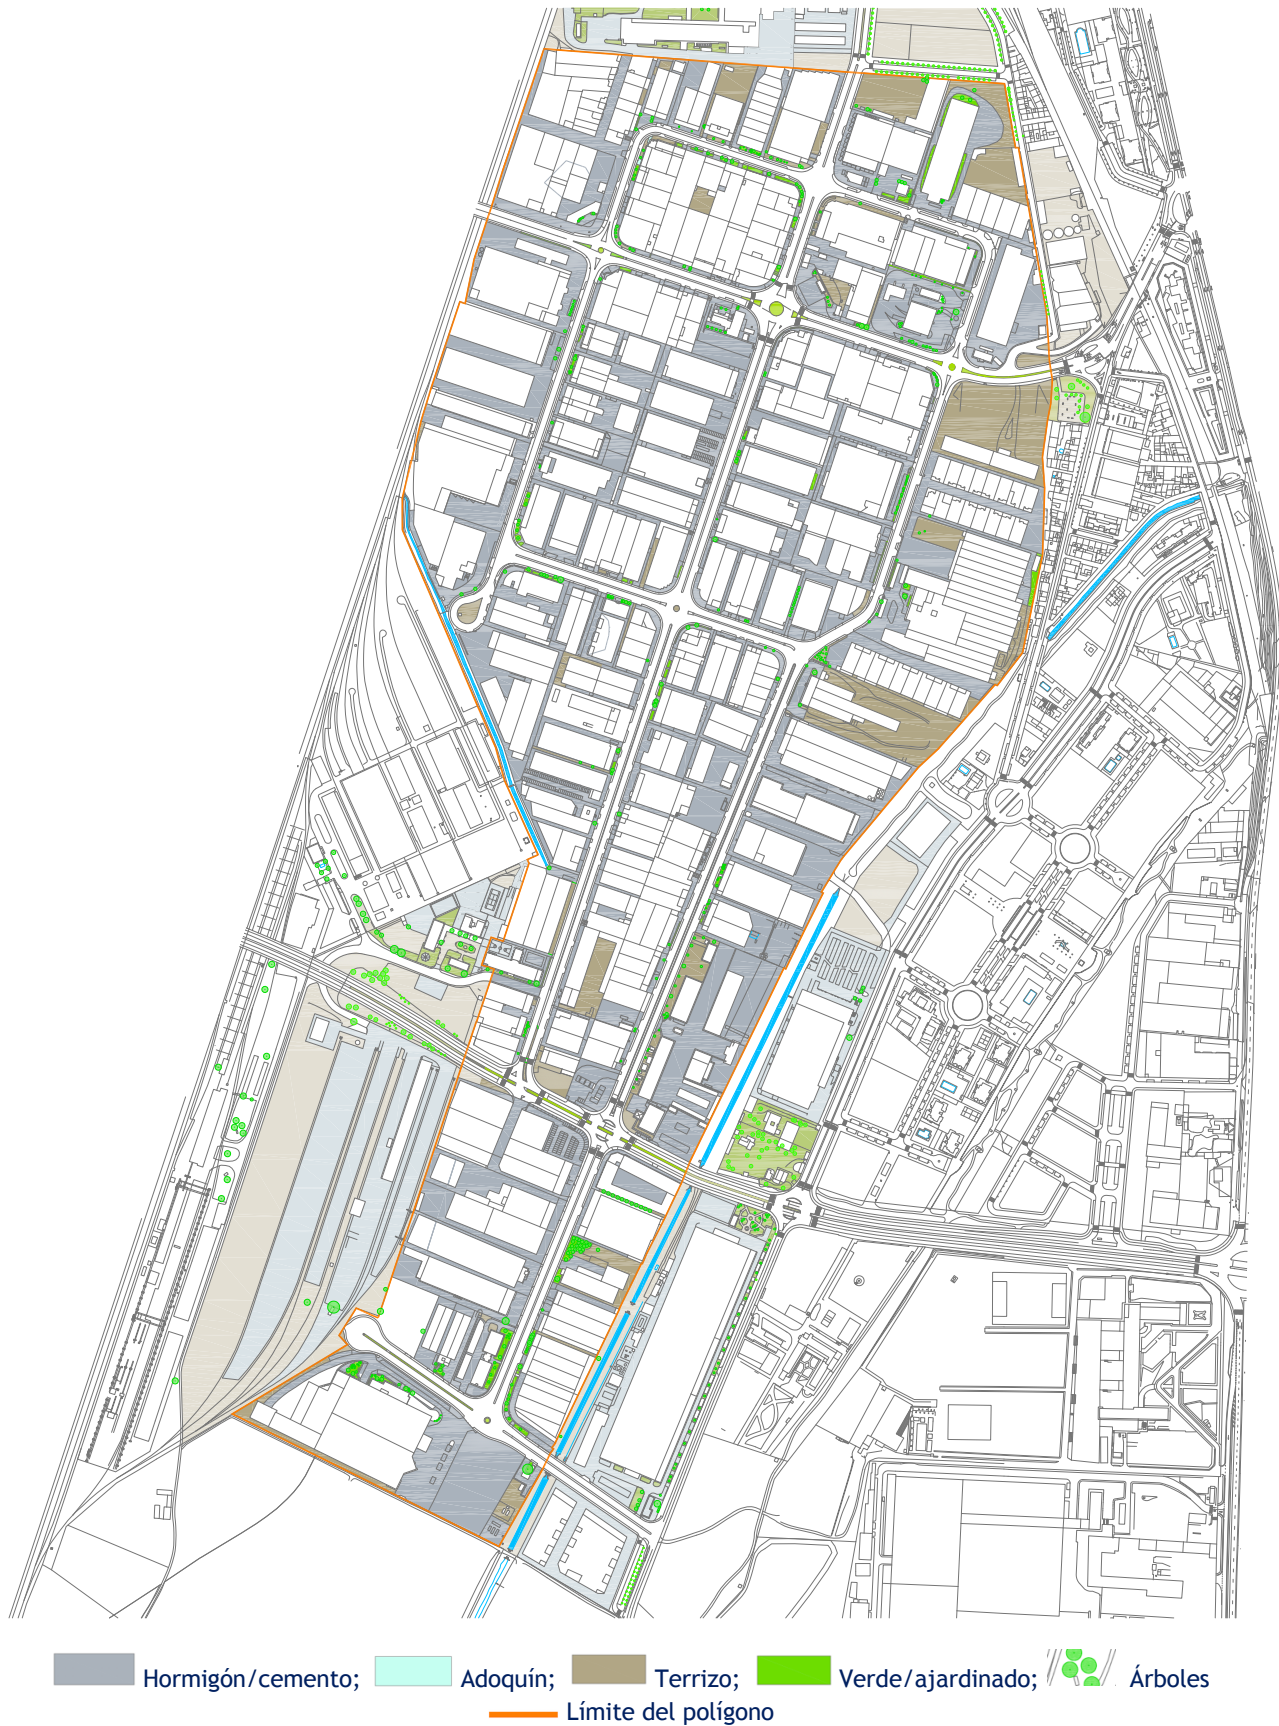 Hormigón/cemento; Adoquín; Terrizo; Verde/ajardinado; Árboles
Límite del polígono